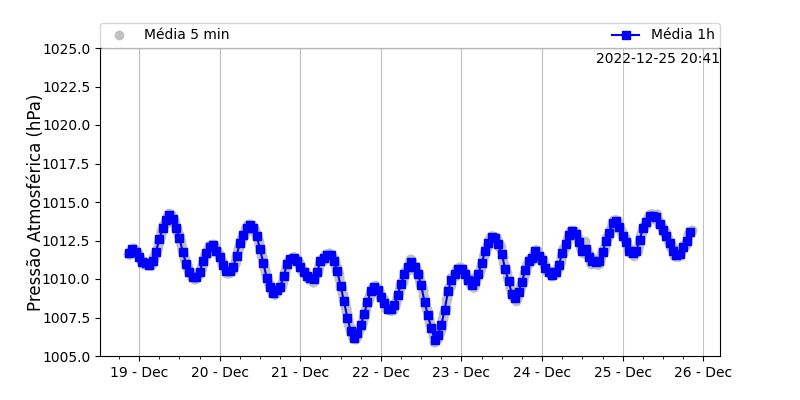 Média 5 min
Média 1h
2022-12-25 20:41
Pressão Atmosférica (hPa)
1025.0
1022.5
1020.0
1017.5
1015.0
1012.5
1010.0
1007.5
1005.0
19 - Dec
20 - Dec
21 - Dec
22 - Dec
23 - Dec
24 - Dec
25 - Dec
26 - Dec